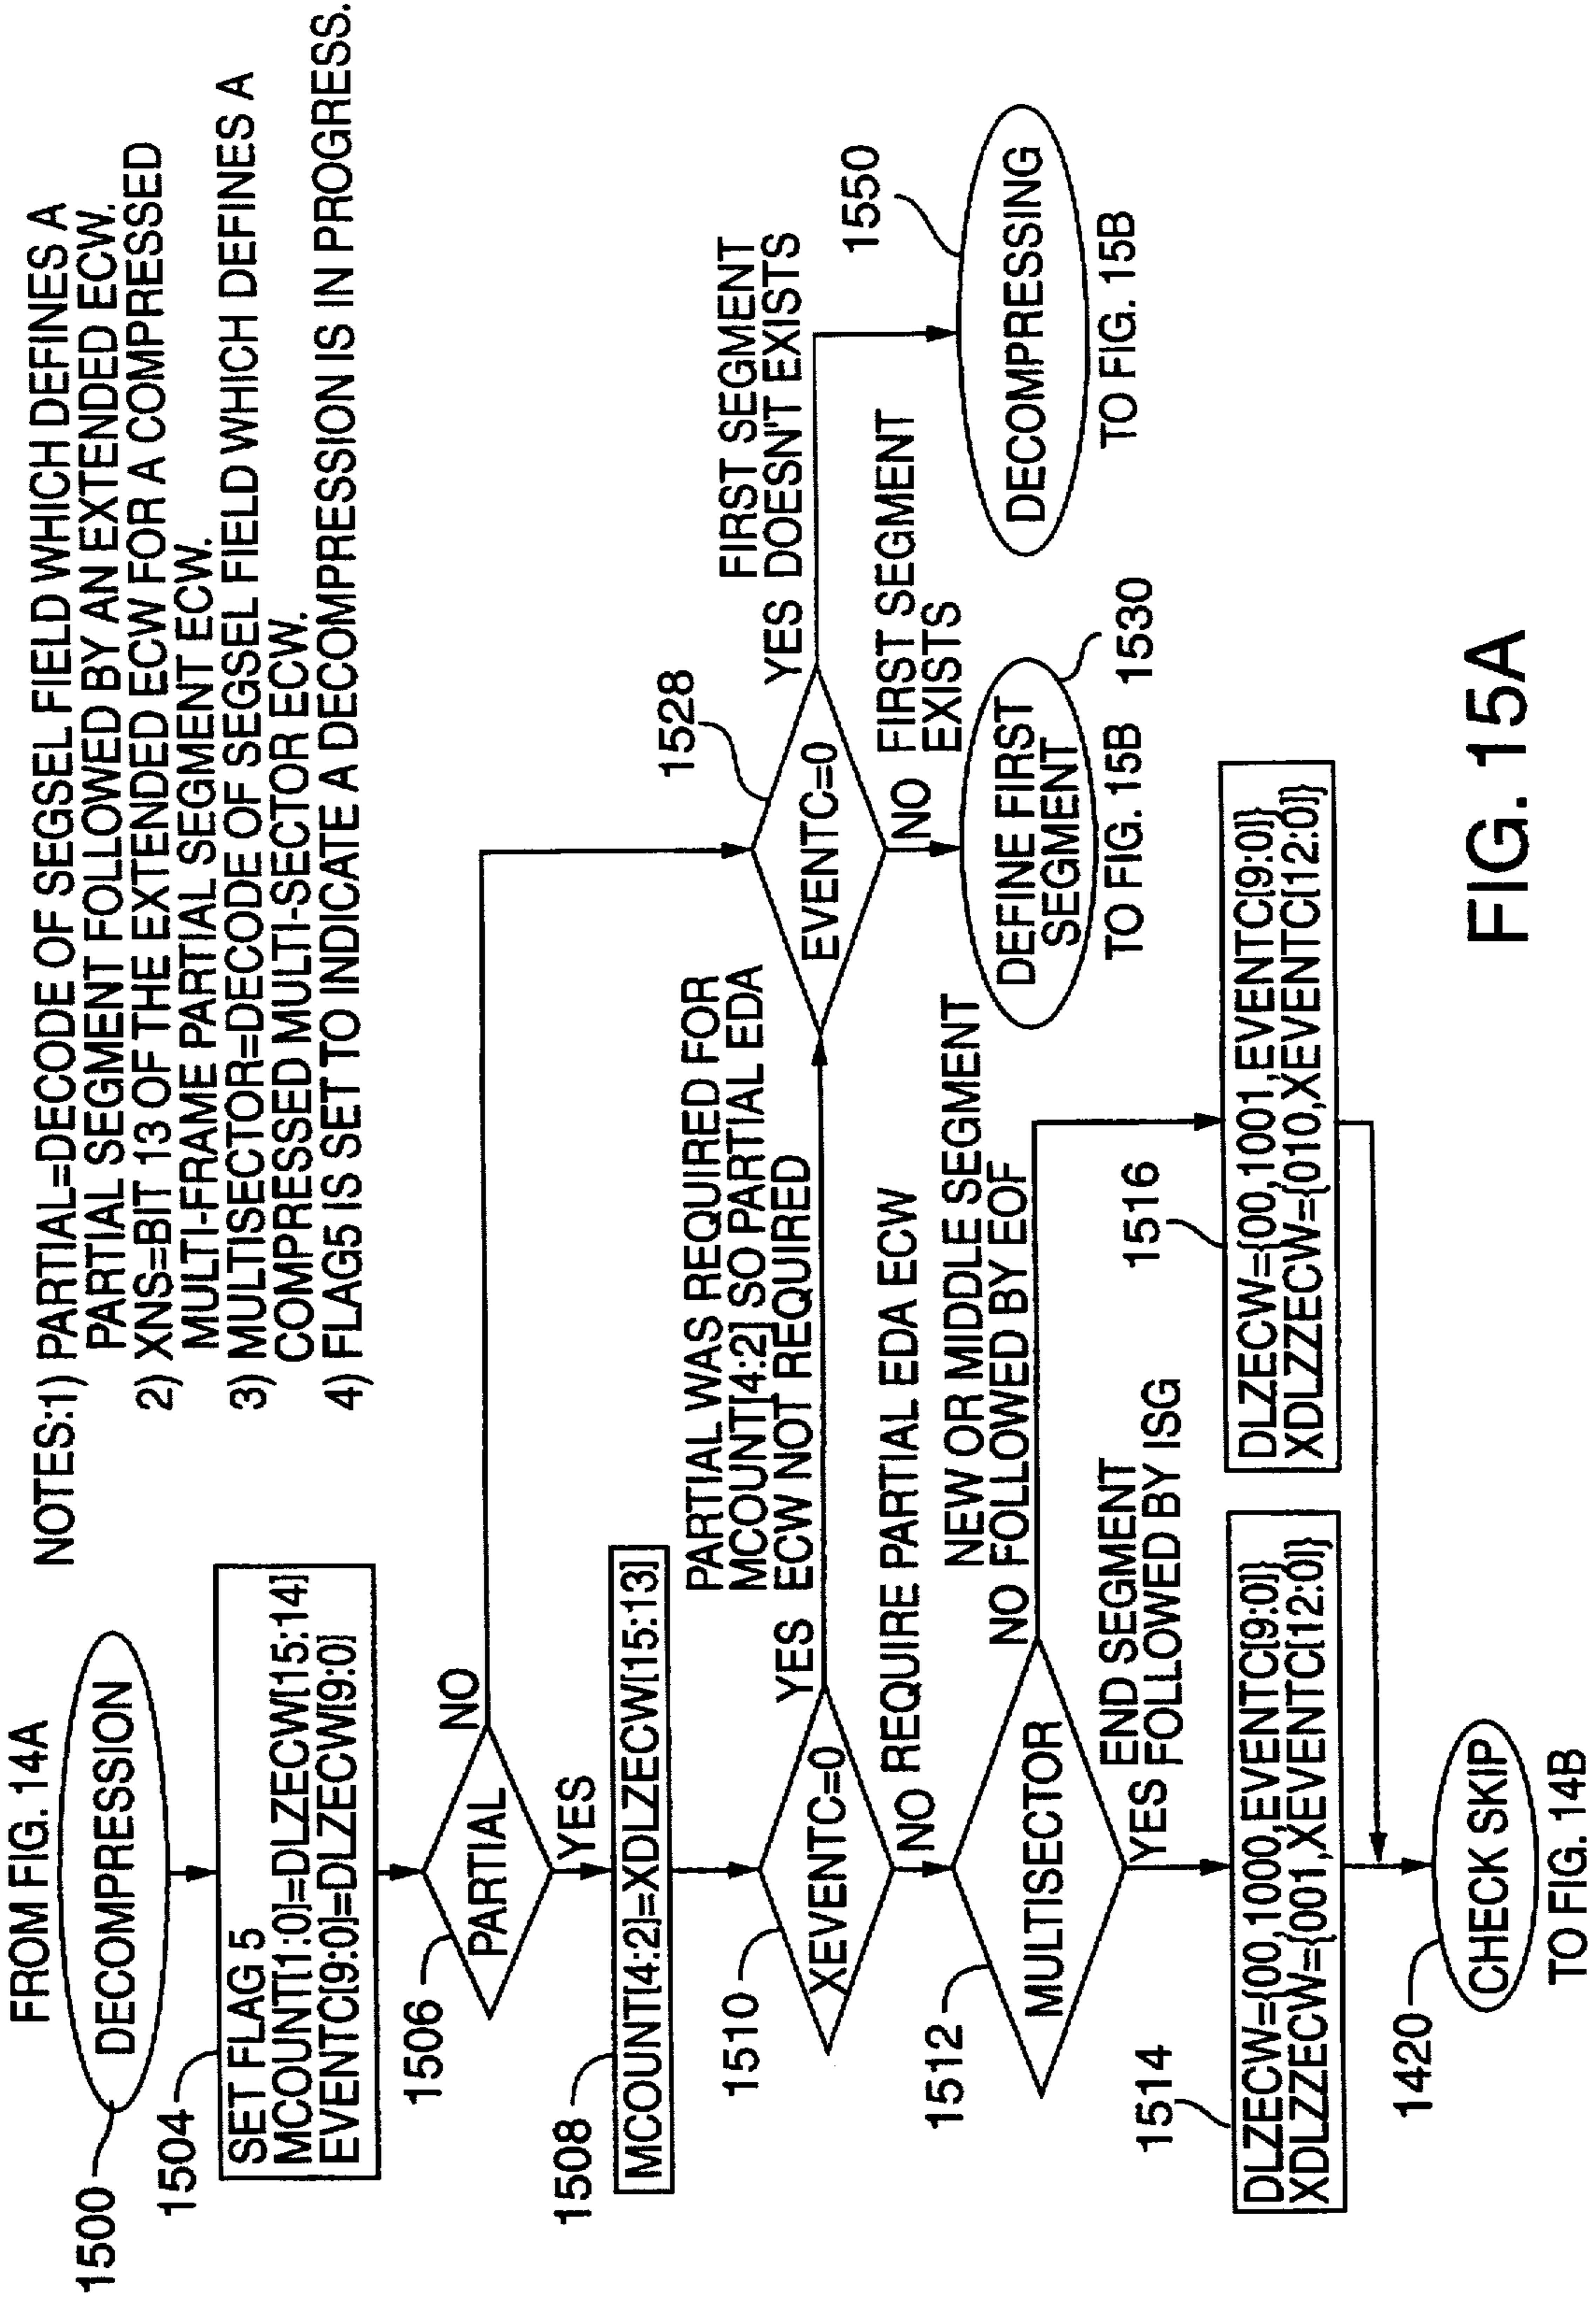 FROM FIG. 14A
DECOMPRESSION
1500
1504
SET FLAG 5
MCOUNT[1:0]=DLZECW[15:14]
EVENTC[9:0]=DLZECW[9:0]
NOTES:1) PARTIAL=DECODE OF SEGSEL FIELD WHICH DEFINES A
PARTIAL SEGMENT FOLLOWED BY AN EXTENDED ECW.
2) XNS=BIT 13 OF THE EXTENDED ECW FOR A COMPRESSED
MULTI-FRAME PARTIAL SEGMENT ECW.
3) MULTISECTOR=DECODE OF SEGSEL FIELD WHICH DEFINES A
COMPRESSED MULTI-SECTOR ECW.
4) FLAG5 IS SET TO INDICATE A DECOMPRESSION IS IN PROGRESS.
1506
PARTIAL
NO
YES
1508
MCOUNT[4:2]=XDLZECW[15:13]
1510
XEVENTC=0
YES
PARTIAL WAS REQUIRED FOR
MCOUNT[4:2] SO PARTIAL EDA
ECW NOT REQUIRED
NO REQUIRE PARTIAL EDA ECW
1528
EVENTC=0
YES
FIRST SEGMENT
DOESN'T EXISTS
NO
FIRST SEGMENT
EXISTS
1550
DECOMPRESSING
TO FIG. 15B
DEFINE FIRST
SEGMENT
1530
TO FIG. 15B
1512
MULTISECTOR
NEW OR MIDDLE SEGMENT
NO FOLLOWED BY EOF
YES
END SEGMENT
FOLLOWED BY ISG
1514
DLZECW={00,1000,EVENTC[9:0]}
XDLZZECW={001,XEVENTC[12:0]}
1516
DLZECW={00,1001,EVENTC[9:0]}
XDLZZECW={010,XEVENTC[12:0]}
1420
CHECK SKIP
TO FIG. 14B
FIG. 15A